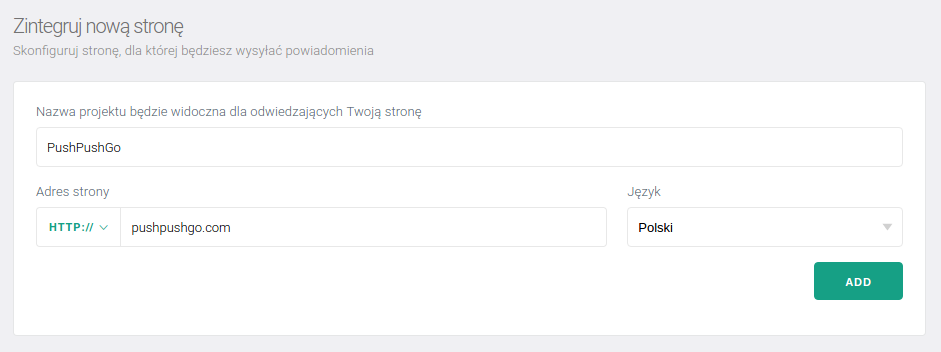 Zintegruj nową stronę
Skonfiguruj stronę, dla której będziesz wysyłać powiadomienia
Nazwa projektu będzie widoczna dla odwiedzających Twoją stronę
PushPushGo
Adres strony
Język
HTTP://
pushpushgo.com
Polski
ADD